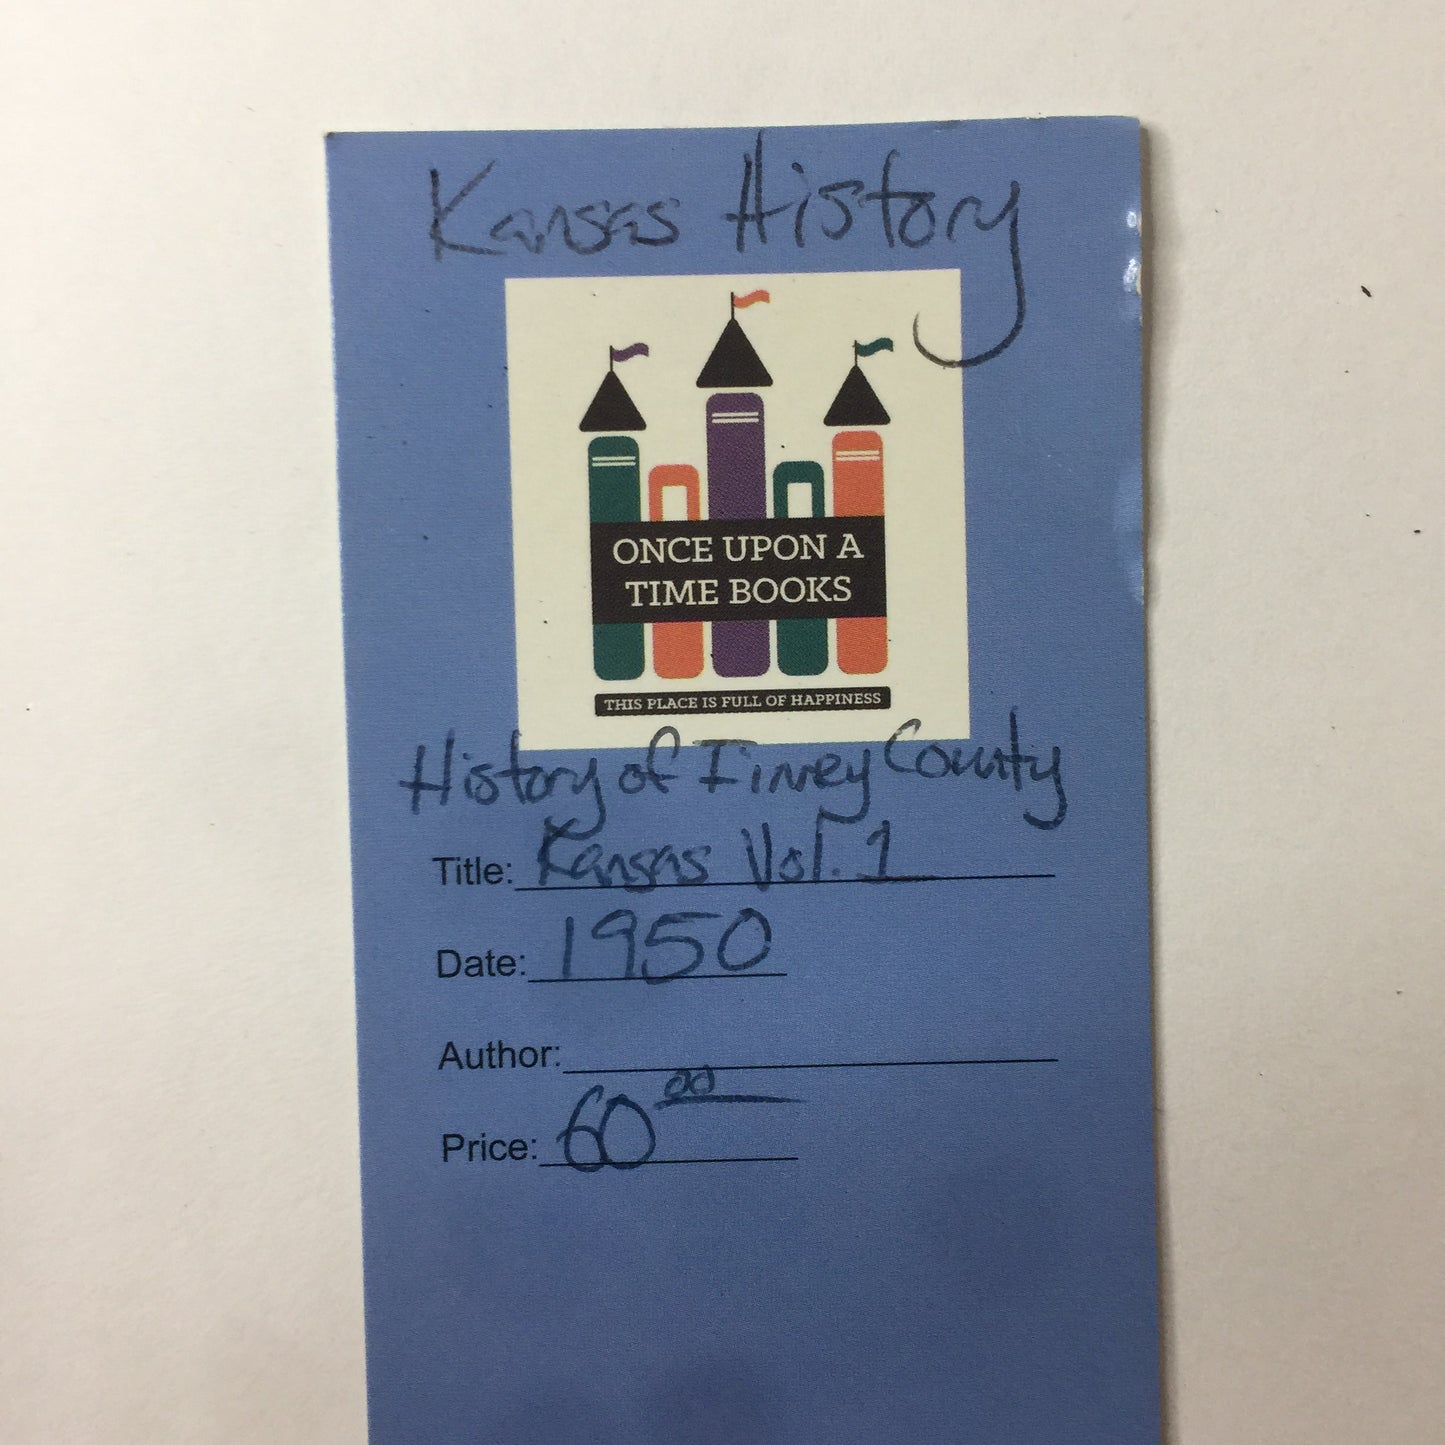 Kansas History
ONCE UPON A
TIME BOOKS
THIS PLACE IS FULL OF HAPPINESS
History of Finney County
Title: Kansas Vol. 1
Date: 1950
Author:
Price: 60 00